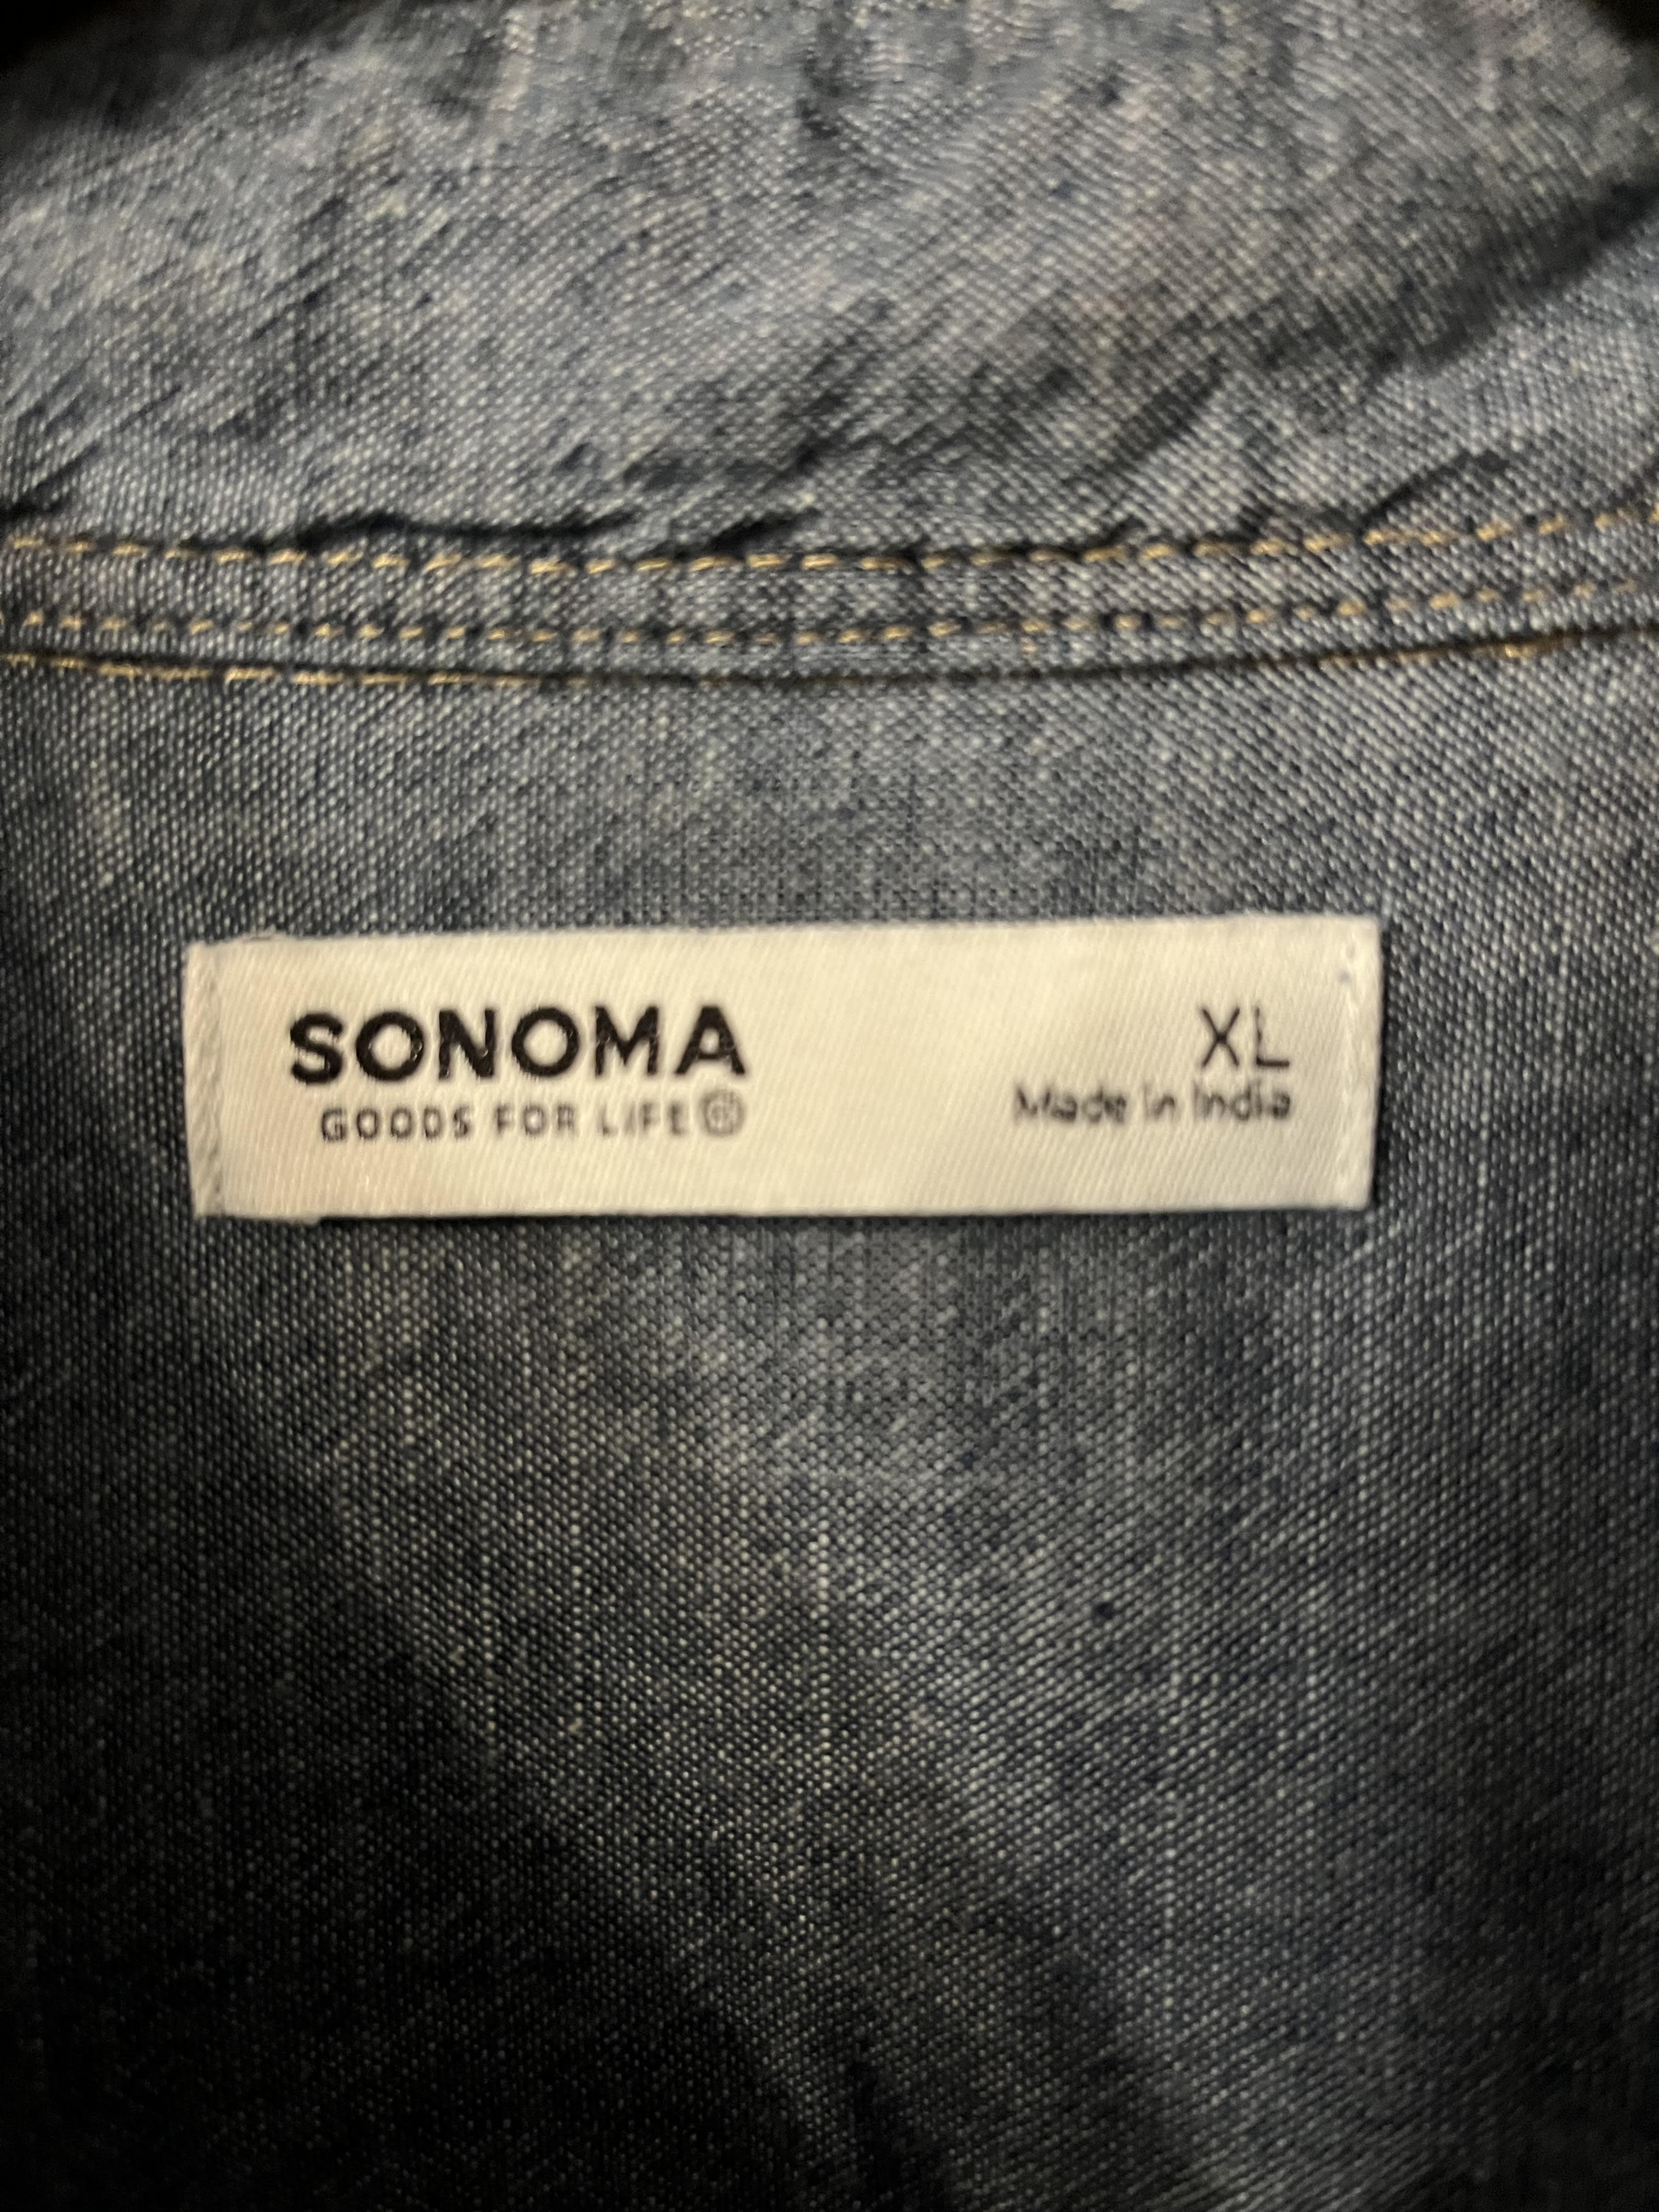 SONOMA
GOODS FOR LIFE®
XL
Made in India